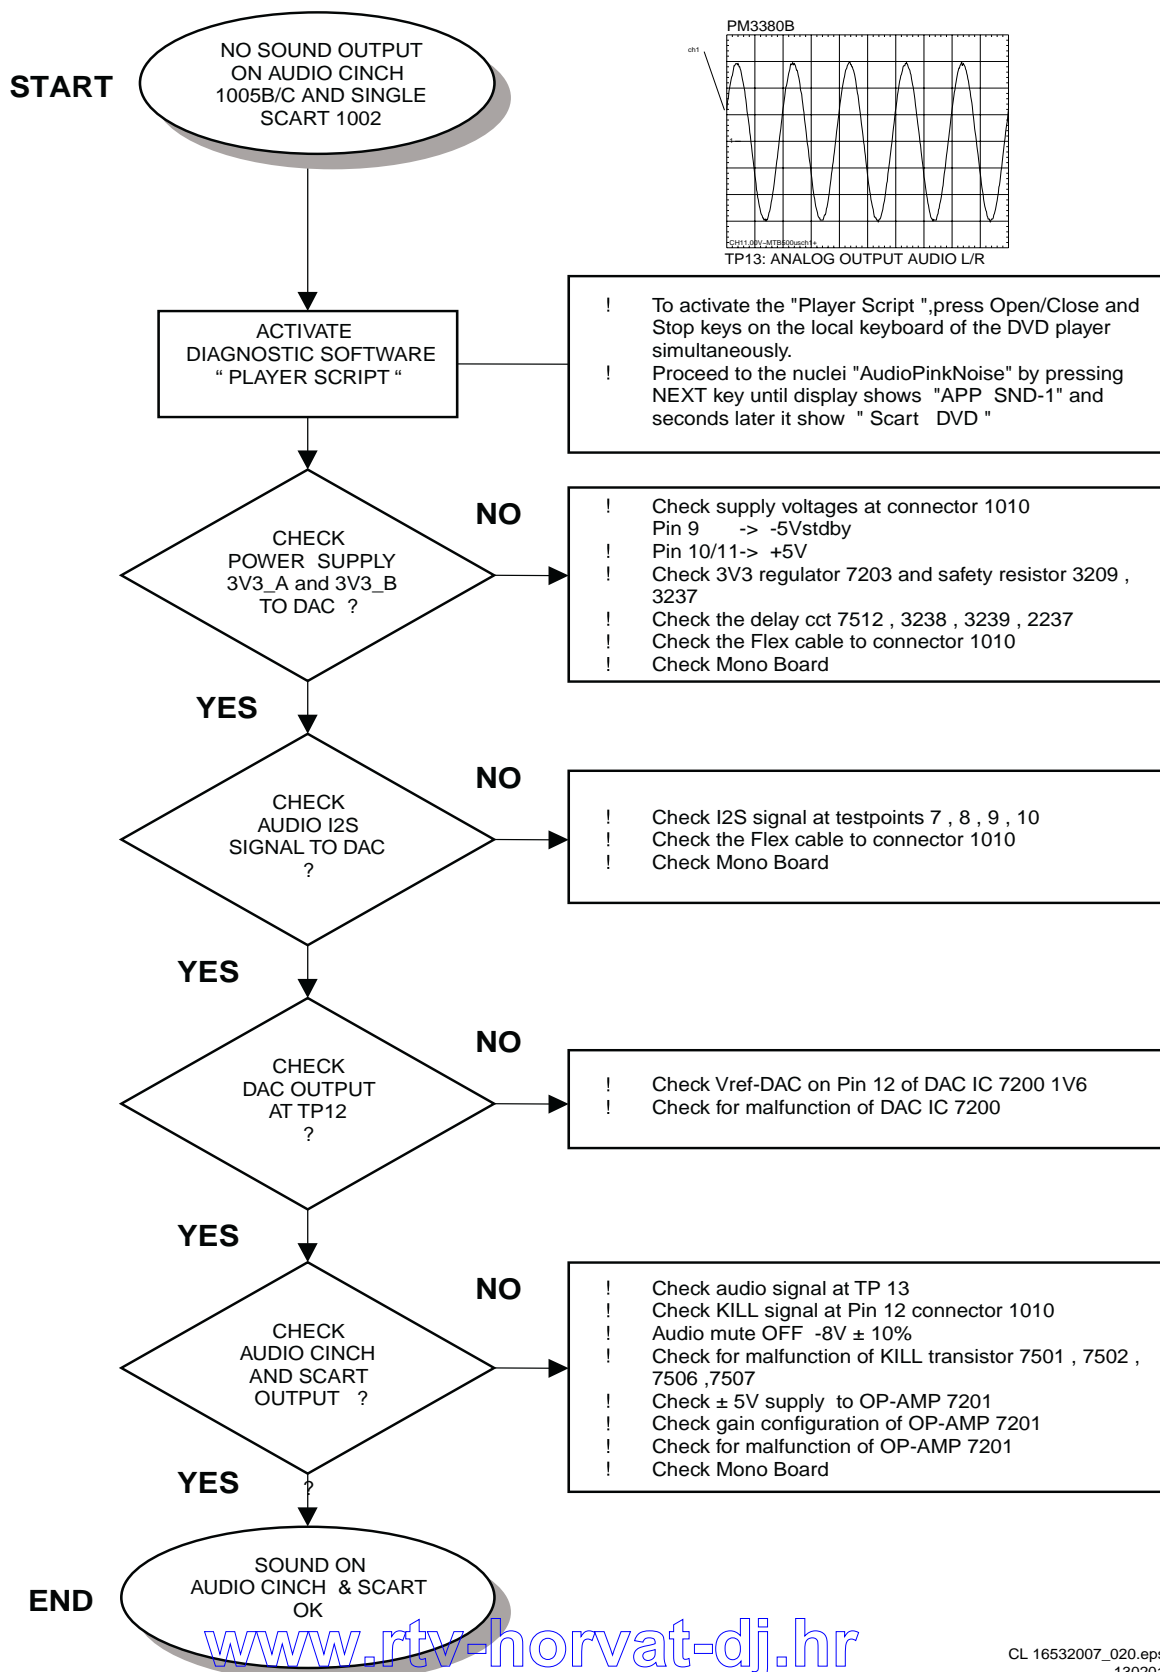 START
NO SOUND OUTPUT
ON AUDIO CINCH
1005B/C AND SINGLE
SCART 1002
PM3380B
ch1
1
CH11.00V~MTB500usch1+
TP13: ANALOG OUTPUT AUDIO L/R
ACTIVATE
DIAGNOSTIC SOFTWARE
“ PLAYER SCRIPT “
! To activate the "Player Script ",press Open/Close and
Stop keys on the local keyboard of the DVD player
simultaneously.
! Proceed to the nuclei "AudioPinkNoise" by pressing
NEXT key until display shows "APP SND-1" and
seconds later it show " Scart DVD "
CHECK
POWER SUPPLY
3V3_A and 3V3_B
TO DAC ?
NO
! Check supply voltages at connector 1010
Pin 9 -> -5Vstdby
! Pin 10/11-> +5V
! Check 3V3 regulator 7203 and safety resistor 3209 ,
3237
! Check the delay cct 7512 , 3238 , 3239 , 2237
! Check the Flex cable to connector 1010
! Check Mono Board
YES
CHECK
AUDIO I2S
SIGNAL TO DAC
?
NO
! Check I2S signal at testpoints 7 , 8 , 9 , 10
! Check the Flex cable to connector 1010
! Check Mono Board
YES
CHECK
DAC OUTPUT
AT TP12
?
NO
! Check Vref-DAC on Pin 12 of DAC IC 7200 1V6
! Check for malfunction of DAC IC 7200
YES
CHECK
AUDIO CINCH
AND SCART
OUTPUT ?
NO
! Check audio signal at TP 13
! Check KILL signal at Pin 12 connector 1010
! Audio mute OFF -8V ± 10%
! Check for malfunction of KILL transistor 7501 , 7502 ,
7506 ,7507
! Check ± 5V supply to OP-AMP 7201
! Check gain configuration of OP-AMP 7201
! Check for malfunction of OP-AMP 7201
! Check Mono Board
YES
?
END
SOUND ON
AUDIO CINCH & SCART
OK
www.rtv-horvat-dj.hr
CL 16532007_020.eps